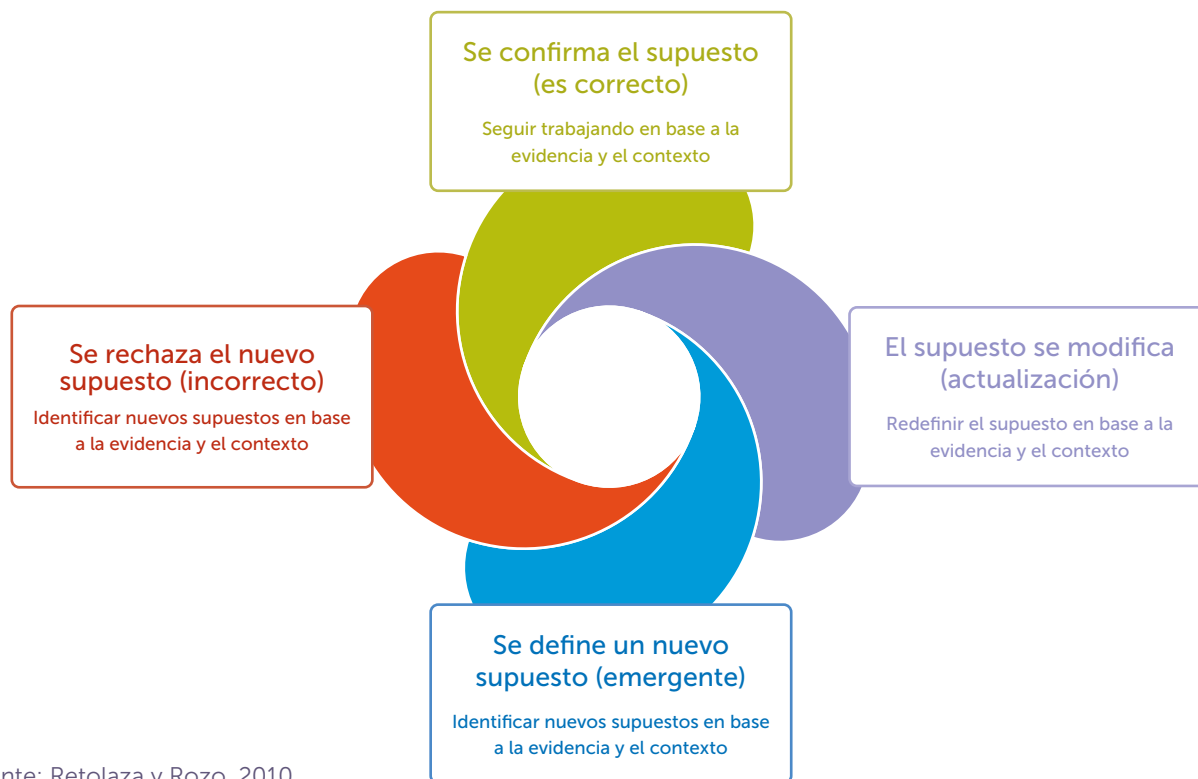 Se confirma el supuesto
(es correcto)
Seguir trabajando en base a la
evidencia y el contexto
Se rechaza el nuevo
supuesto (incorrecto)
Identificar nuevos supuestos en base
a la evidencia y el contexto
El supuesto se modifica
(actualización)
Redefinir el supuesto en base a la
evidencia y el contexto
Se define un nuevo
supuesto (emergente)
Identificar nuevos supuestos en base
a la evidencia y el contexto
nte: Retolaza y Rozo, 2010